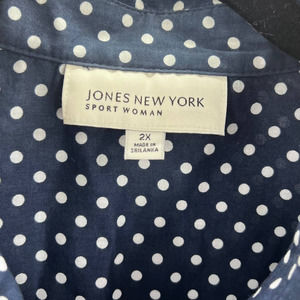 JONES NEW YORK
SPORT WOMAN
2X
MADE IN
SRI LANKA